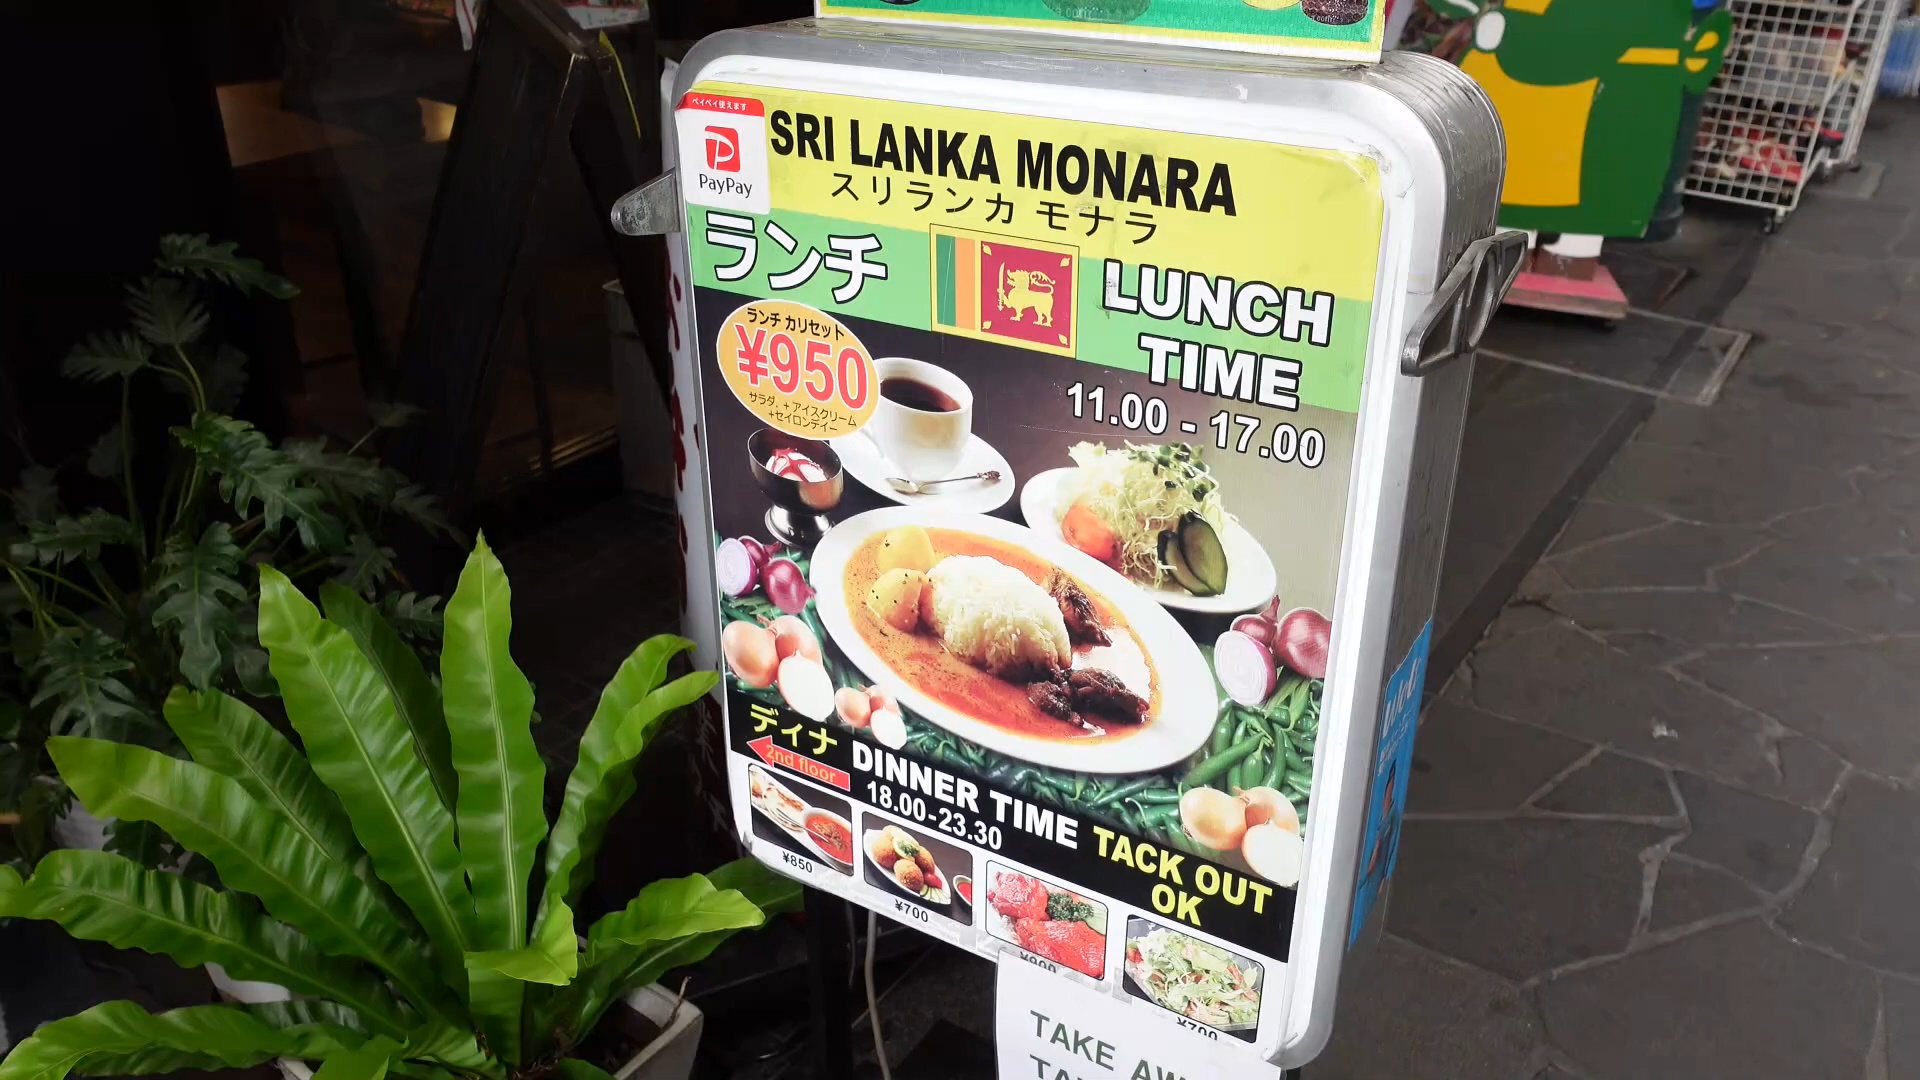 ペイペイ使えます
PayPay
SRI LANKA MONARA
スリランカ モナラ
ランチ
LUNCH
TIME
11.00 - 17.00
ランチ カリセット
¥950
サラダ. + アイスクリーム
+セイロンテイー
ディナ
2nd floor
DINNER TIME
18.00-23.30
TACK OUT
OK
¥850
¥700
¥900
¥700
TAKE